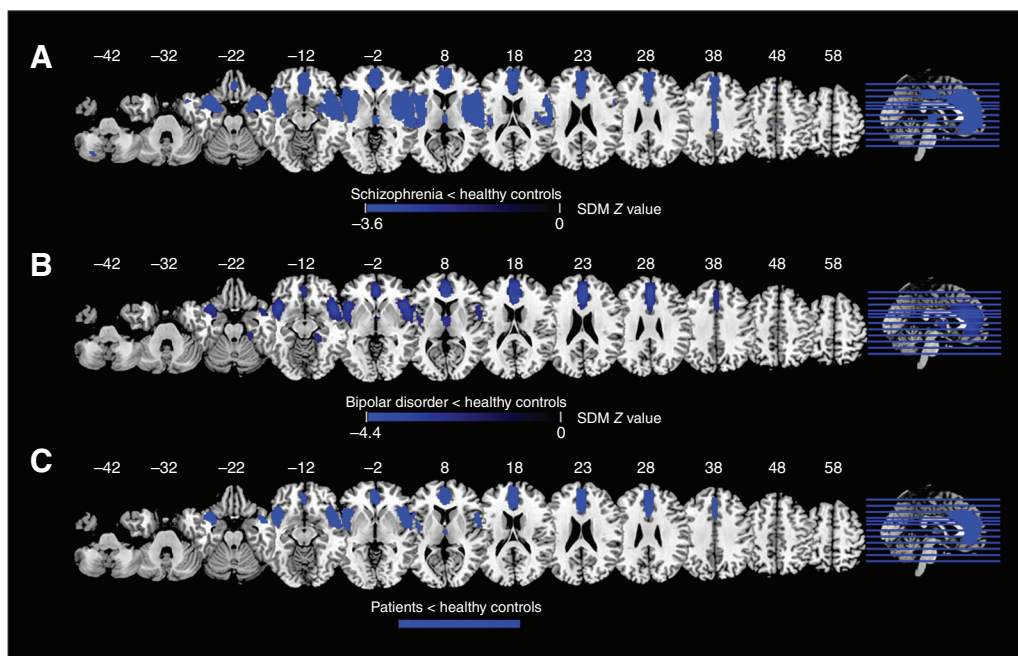 A
−42 −32 −22 −12 −2 8 18 23 28 38 48 58
Schizophrenia < healthy controls
SDM Z value
−3.6 0
B
−42 −32 −22 −12 −2 8 18 23 28 38 48 58
Bipolar disorder < healthy controls
SDM Z value
−4.4 0
C
−42 −32 −22 −12 −2 8 18 23 28 38 48 58
Patients < healthy controls